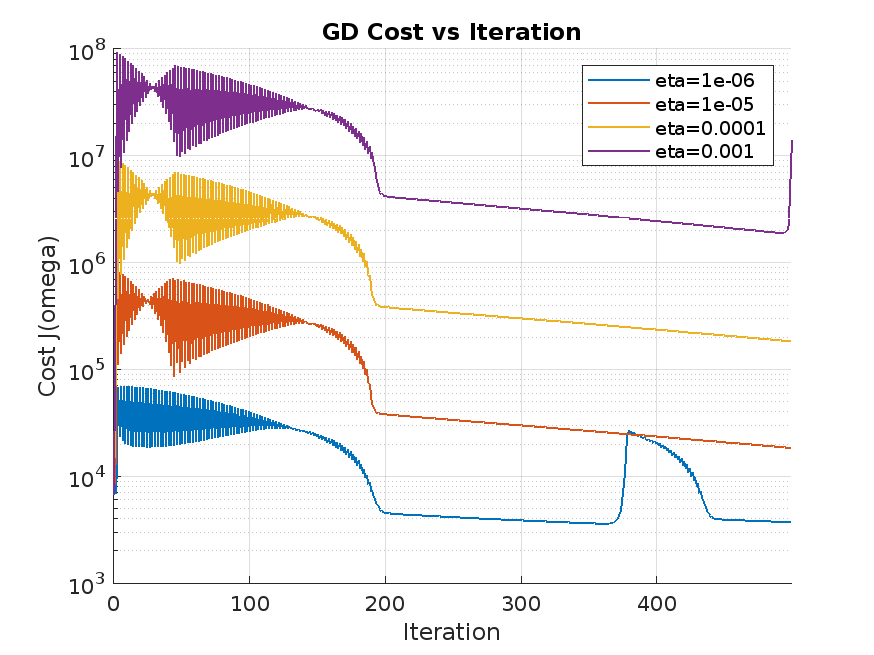 GD Cost vs Iteration
10^8
10^7
10^6
10^5
10^4
10^3
Cost J(omega)
eta=1e-06
eta=1e-05
eta=0.0001
eta=0.001
0 100 200 300 400
Iteration